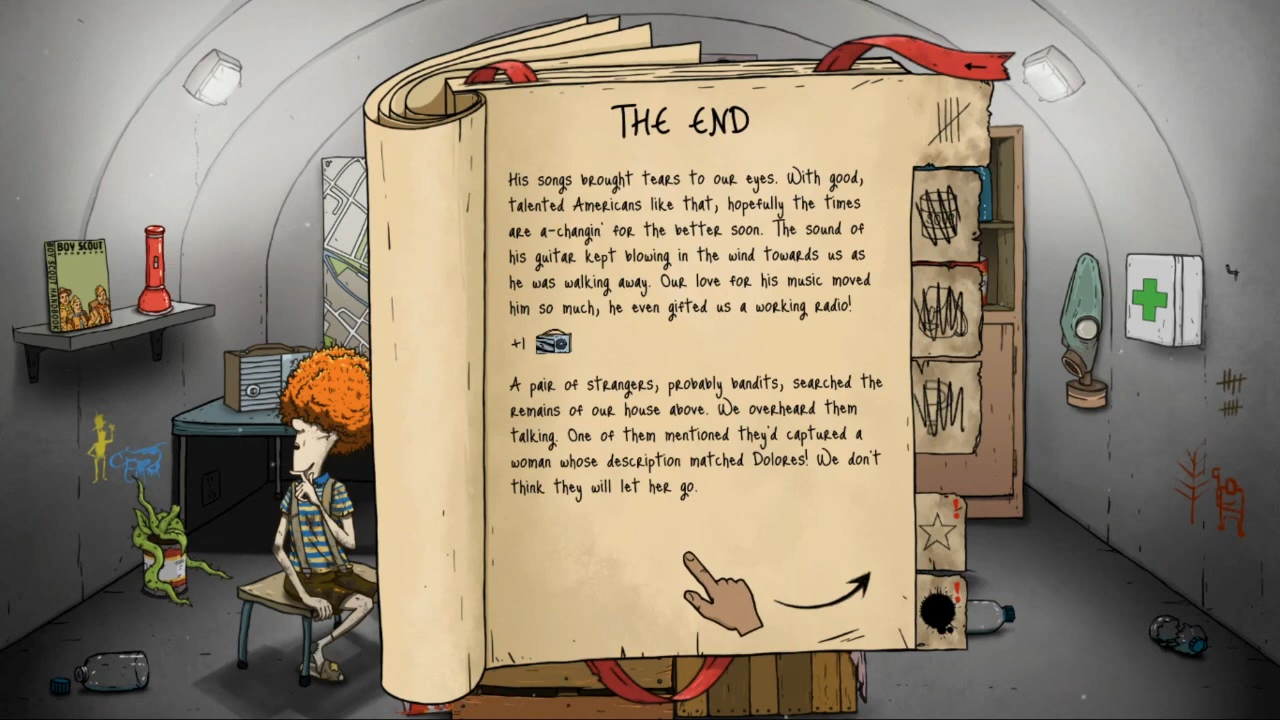 THE END
His songs brought tears to our eyes. With good,
talented Americans like that, hopefully the times
are a-changin' for the better soon. The sound of
his guitar kept blowing in the wind towards us as
he was walking away. Our love for his music moved
him so much, he even gifted us a working radio!
+1
A pair of strangers, probably bandits, searched the
remains of our house above. We overheard them
talking. One of them mentioned they'd captured a
woman whose description matched Dolores! We don't
think they will let her go.
BOY SCOUT
BOY SCOUT HANDBOOK